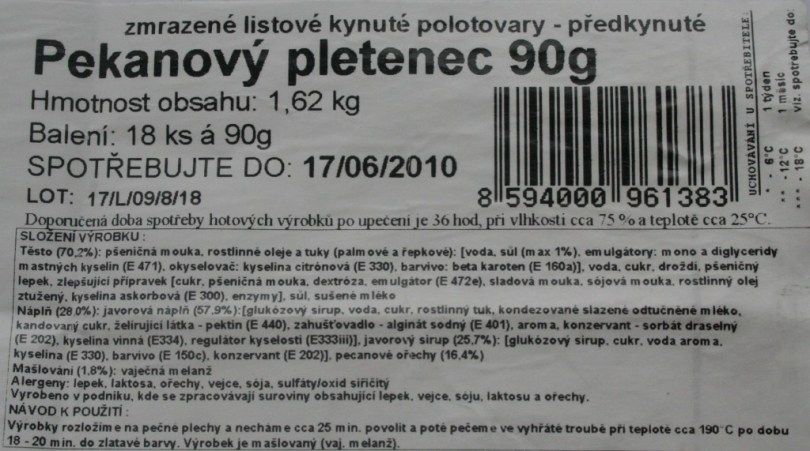 zmrazené listové kynuté polotovary - předkynuté
Pekanový pletenec 90g
Hmotnost obsahu: 1,62 kg
Balení: 18 ks á 90g
SPOTŘEBUJTE DO: 17/06/2010
LOT: 17/L/09/8/18
8 594000 961383
UCHOVÁVÁNÍ U SPOTŘEBITELE:
* - 6°C 1 týden
** - 12°C 1 měsíc
*** - 18°C viz. spotrebujte do:
Doporučená doba spotřeby hotových výrobků po upečení je 36 hod, při vlhkosti cca 75 % a teplotě cca 25°C.
SLOŽENÍ VÝROBKU :
Těsto (70,2%): pšeničná mouka, rostlinné oleje a tuky (palmové a řepkové): [voda, sůl (max 1%), emulgátory: mono a diglyceridy
mastných kyselin (E 471), okyselovač: kyselina citrónová (E 330), barvivo: beta karoten (E 160a)], voda, cukr, droždí, pšeničný
lepek, zlepšující přípravek [cukr, pšeničná mouka, dextróza, emulgátor (E 472e), sladová mouka, sójová mouka, rostlinný olej
ztužený, kyselina askorbová (E 300), enzymy], sůl, sušené mléko
Náplň (28,0%): javorová náplň (57,9%):[glukózový sirup, voda, cukr, rostlinný tuk, kondezované slazené odtučněné mléko,
kandovaný cukr, želírující látka - pektin (E 440), zahušťovadlo - alginát sodný (E 401), aroma, konzervant - sorbát draselný
(E 202), kyselina vinná (E334), regulátor kyselosti (E333iii)], javorový sirup (25,7%): [glukózový sirup, cukr, voda aroma,
kyselina (E 330), barvivo (E 150c), konzervant (E 202)], pecanové ořechy (16,4%)
Mašlování (1,8%): vaječná melanž
Alergeny: lepek, laktosa, ořechy, vejce, sója, sulfáty/oxid siřičitý
Vyrobeno v podniku, kde se zpracovávají suroviny obsahující lepek, vejce, sóju, laktosu a ořechy.
NÁVOD K POUŽITÍ :
Výrobky rozložíme na pečné plechy a necháme cca 25 min. povolit a poté pečeme ve vyhřáté troubě při teplotě cca 190°C po dobu
18 - 20 min. do zlatavé barvy. Výrobek je mašlovaný (vaj. melanž).